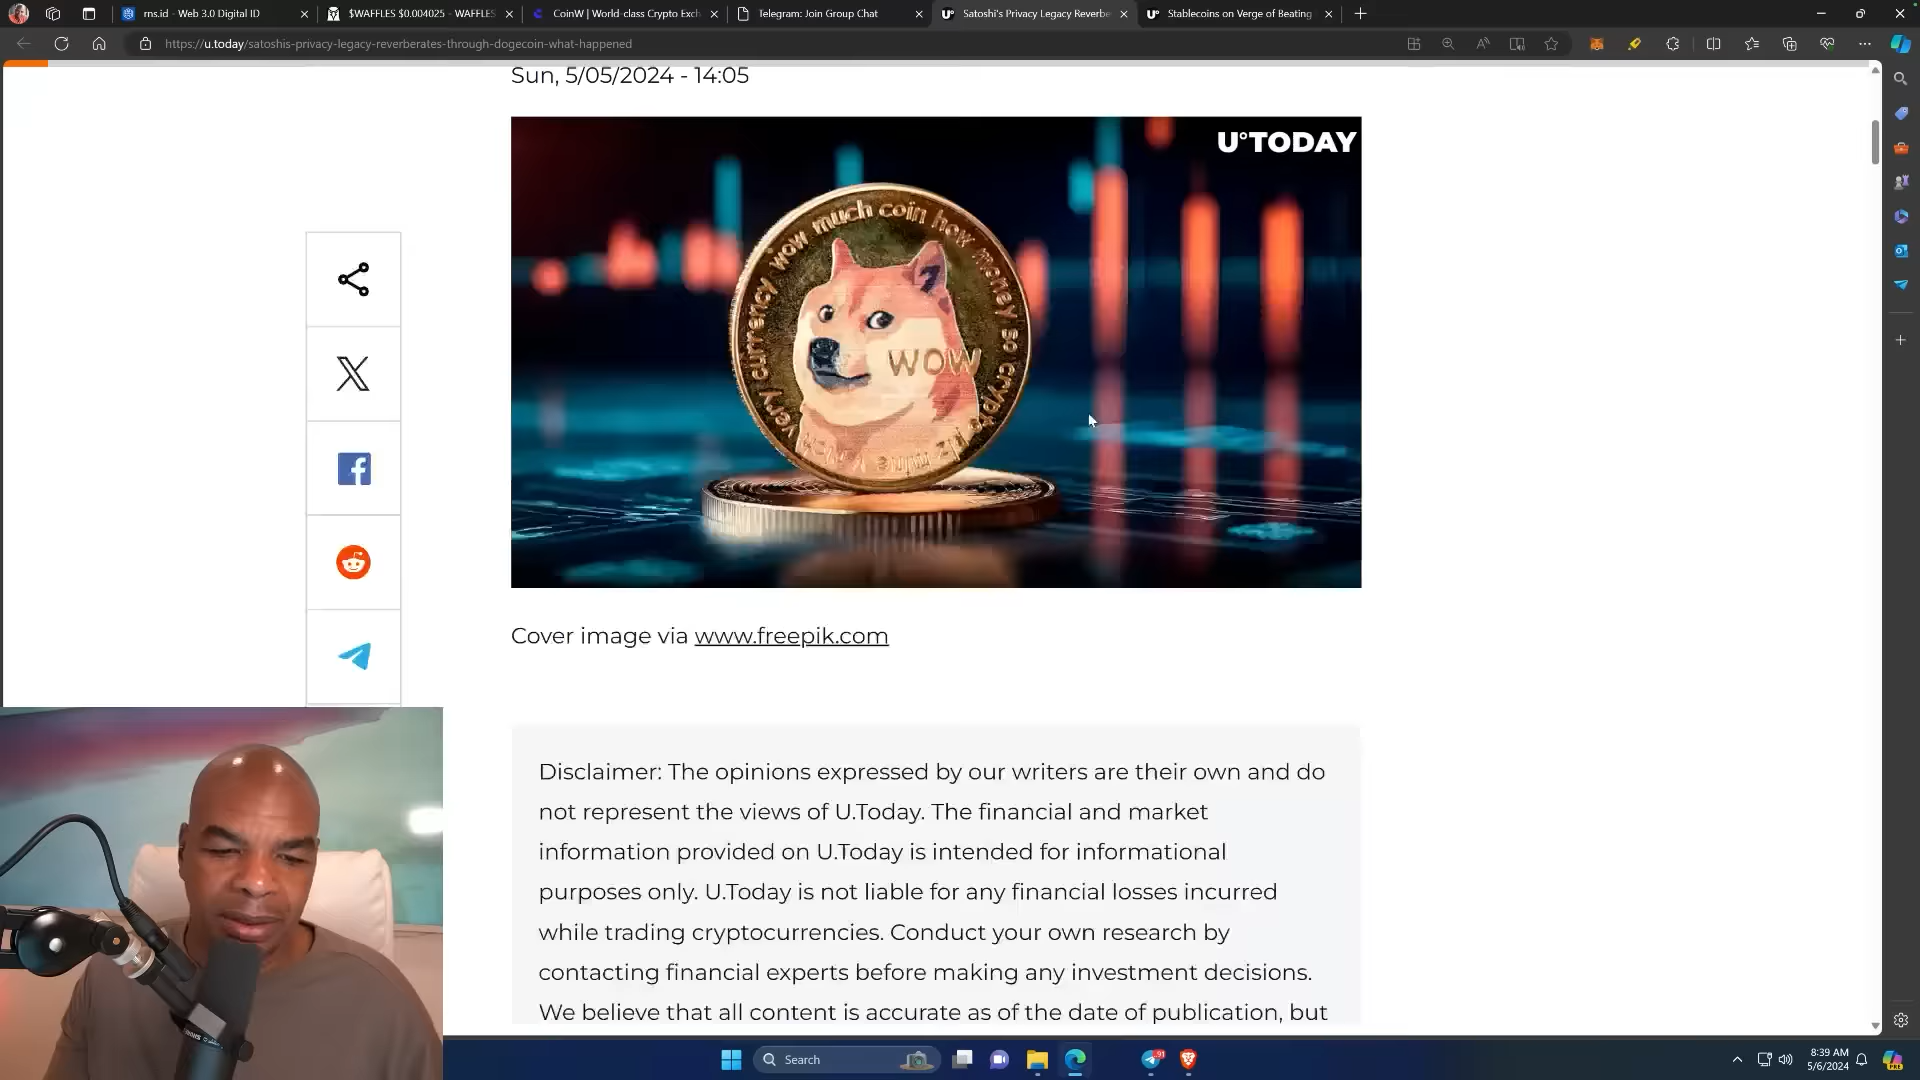 rns.id - Web 3.0 Digital ID
$WAFFLES $0.004025 - WAFFLES
CoinW | World-class Crypto Exch
Telegram: Join Group Chat
Satoshi's Privacy Legacy Reverbe
Stablecoins on Verge of Beating
https://u.today/satoshis-privacy-legacy-reverberates-through-dogecoin-what-happened
Sun, 5/05/2024 - 14:05
U°TODAY
very currency wow much coin how money so crypto
WOW
Cover image via www.freepik.com
Disclaimer: The opinions expressed by our writers are their own and do
not represent the views of U.Today. The financial and market
information provided on U.Today is intended for informational
purposes only. U.Today is not liable for any financial losses incurred
while trading cryptocurrencies. Conduct your own research by
contacting financial experts before making any investment decisions.
We believe that all content is accurate as of the date of publication, but
Search
91
8:39 AM
5/6/2024